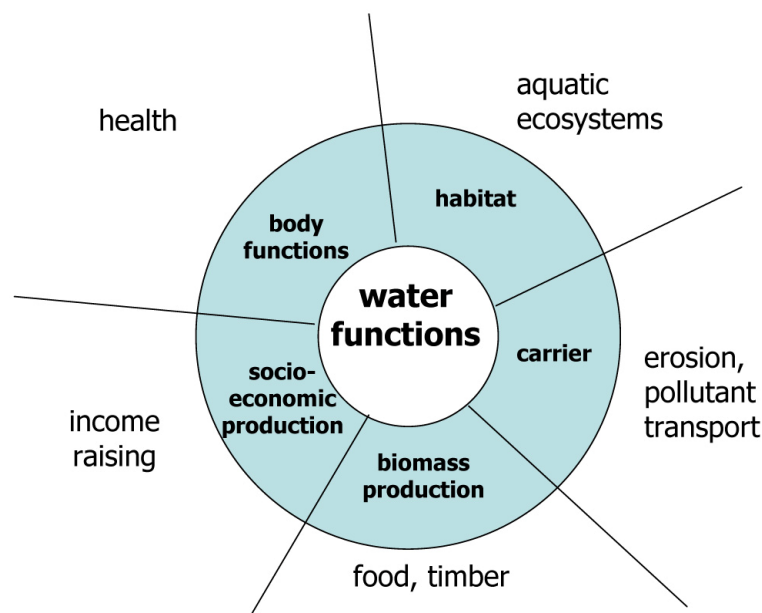 health
aquatic
ecosystems
habitat
body
functions
water
functions
carrier
erosion,
pollutant
transport
socio-
economic
production
income
raising
biomass
production
food, timber